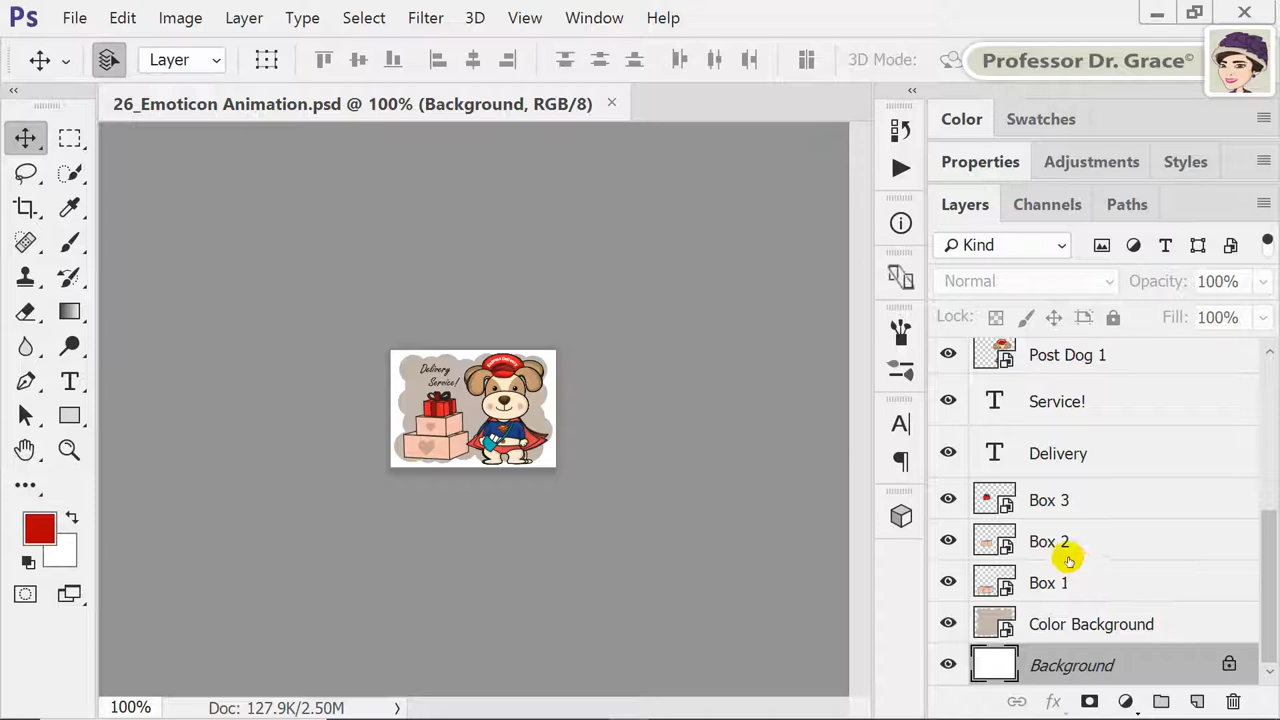 Ps File Edit Image Layer Type Select Filter 3D View Window Help
Layer 3D Mode: Professor Dr. Grace©
26_Emoticon Animation.psd @ 100% (Background, RGB/8)
Color Swatches
Properties Adjustments Styles
Layers Channels Paths
Kind
Normal Opacity: 100%
Lock: Fill: 100%
Post Dog 1
Service!
Delivery
Box 3
Box 2
Box 1
Color Background
Background
Delivery
Service!
100% Doc: 127.9K/2.50M